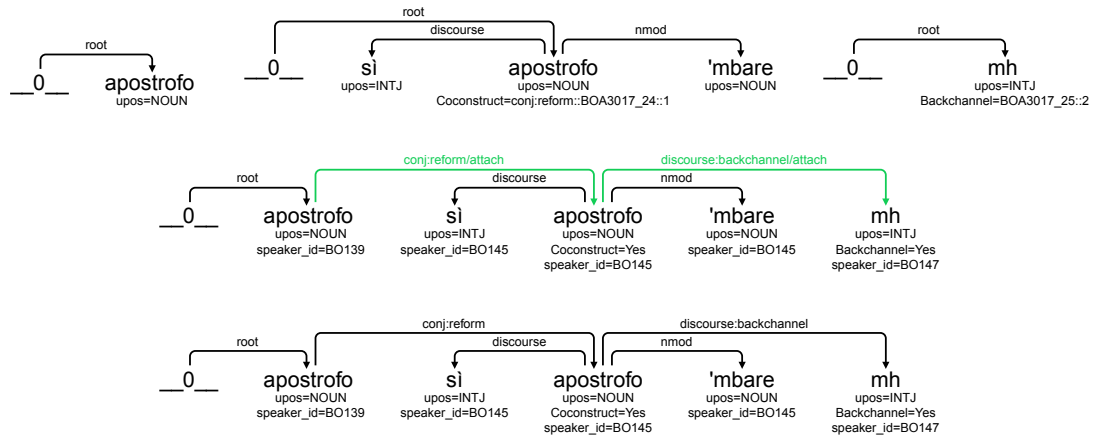 root
root
discourse nmod
root
__0__ apostrofo __0__ sì apostrofo 'mbare __0__ mh
upos=NOUN upos=INTJ upos=NOUN upos=NOUN upos=INTJ
Coconstruct=conj:reform::BOA3017_24::1 Backchannel=BOA3017_25::2
conj:reform/attach discourse:backchannel/attach
root discourse nmod
__0__ apostrofo sì apostrofo 'mbare mh
upos=NOUN upos=INTJ upos=NOUN upos=NOUN upos=INTJ
speaker_id=BO139 speaker_id=BO145 Coconstruct=Yes speaker_id=BO145 Backchannel=Yes
speaker_id=BO145 speaker_id=BO147
conj:reform discourse:backchannel
root discourse nmod
__0__ apostrofo sì apostrofo 'mbare mh
upos=NOUN upos=INTJ upos=NOUN upos=NOUN upos=INTJ
speaker_id=BO139 speaker_id=BO145 Coconstruct=Yes speaker_id=BO145 Backchannel=Yes
speaker_id=BO145 speaker_id=BO147